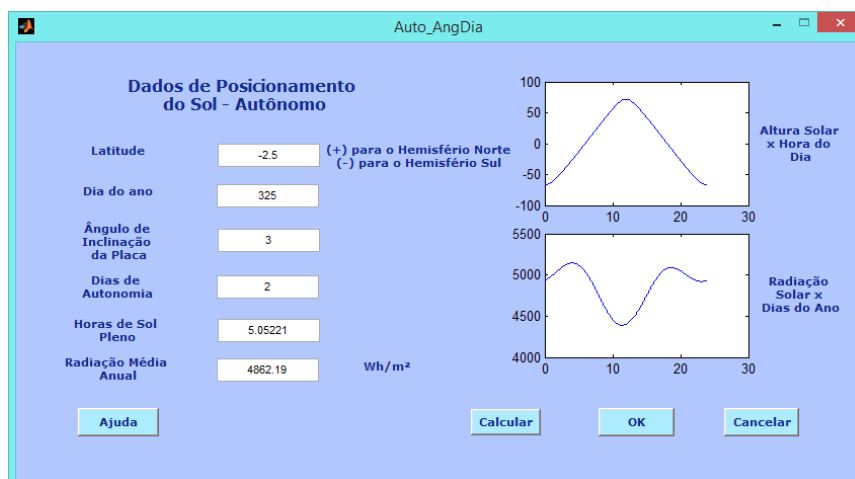 Auto_AngDia
Dados de Posicionamento
do Sol - Autônomo
Latitude
-2.5
(+) para o Hemisfério Norte
(-) para o Hemisfério Sul
Dia do ano
325
Ângulo de
Inclinação
da Placa
3
Dias de
Autonomia
2
Horas de Sol
Pleno
5.05221
Radiação Média
Anual
4862.19
Wh/m²
100
50
0
-50
-100
0
10
20
30
Altura Solar
x Hora do
Dia
5500
5000
4500
4000
0
10
20
30
Radiação
Solar x
Dias do Ano
Ajuda
Calcular
OK
Cancelar